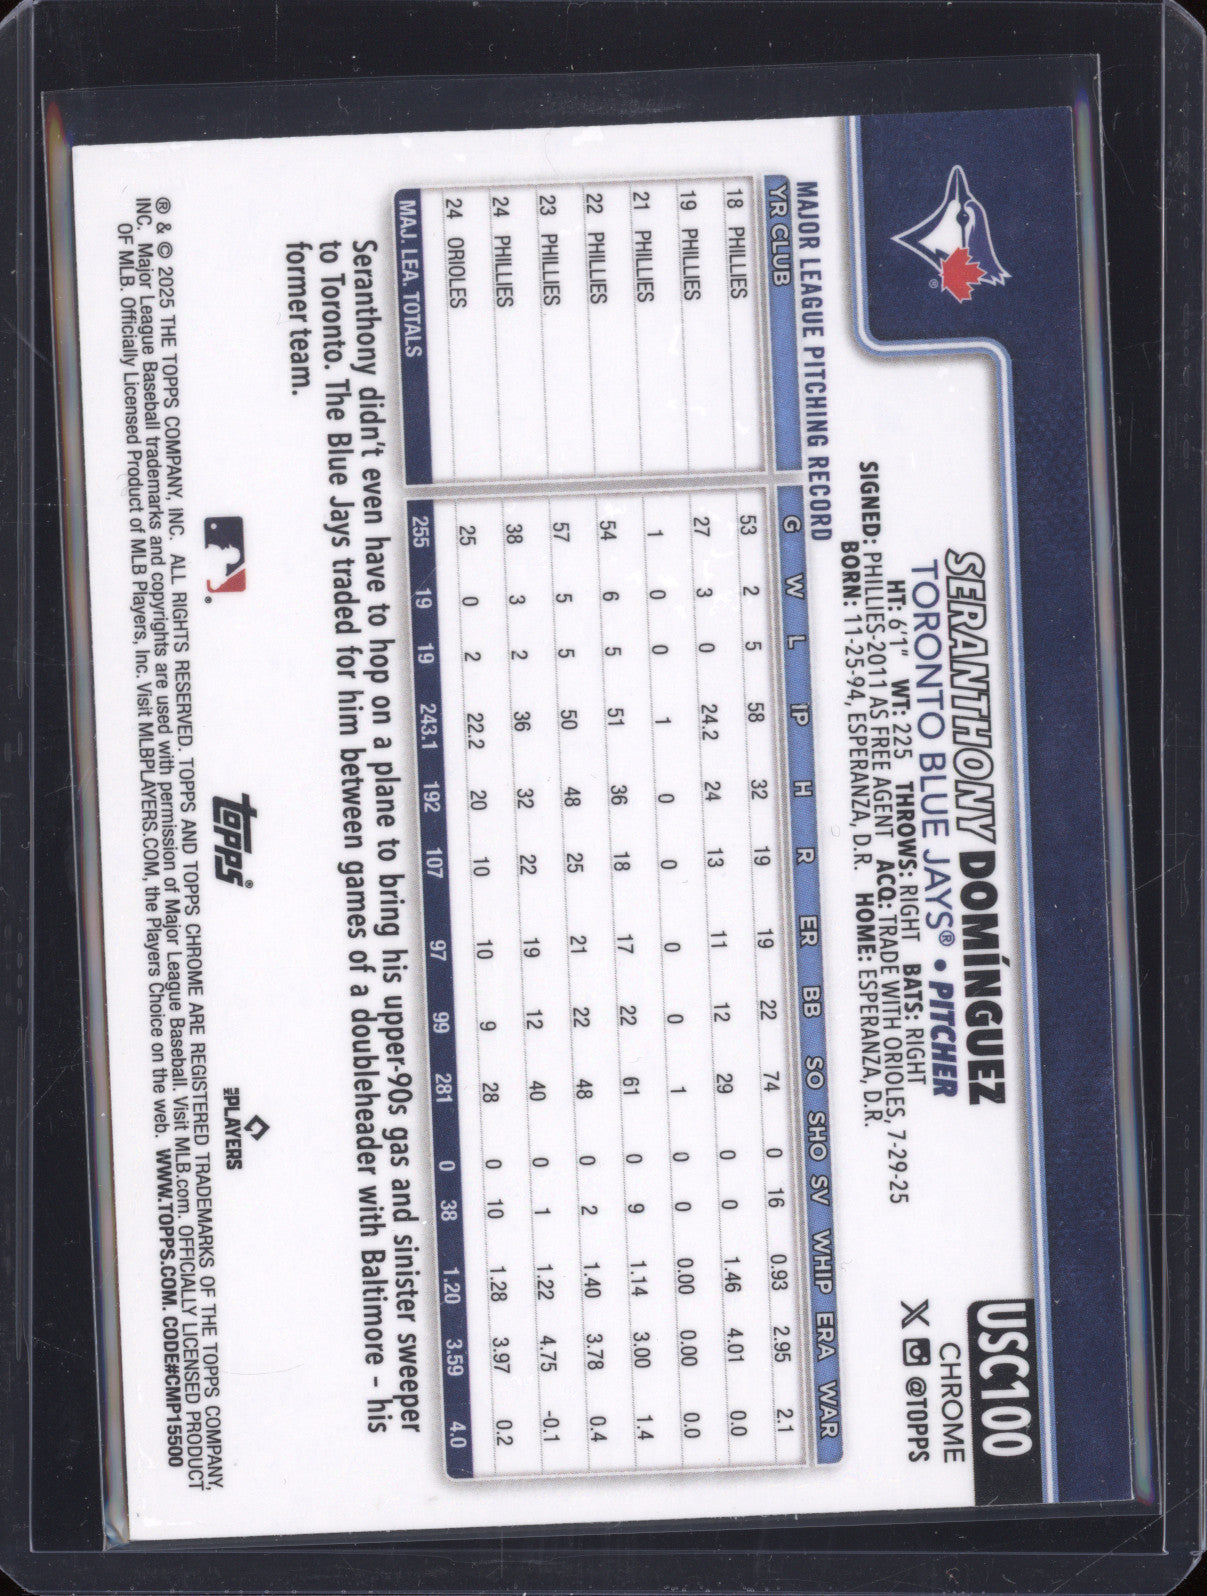 USC100
CHROME
X @TOPPS
SERANTHONY DOMÍNGUEZ
TORONTO BLUE JAYS® • PITCHER
HT: 6'1" WT: 225 THROWS: RIGHT BATS: RIGHT
SIGNED: PHILLIES-2011 AS FREE AGENT ACQ: TRADE WITH ORIOLES, 7-29-25
BORN: 11-25-94, ESPERANZA, D.R. HOME: ESPERANZA, D.R.
MAJOR LEAGUE PITCHING RECORD
YR CLUB G W L IP H R ER BB SO SHO SV WHIP ERA WAR
18 PHILLIES 53 2 5 58 32 19 19 22 74 0 16 0.93 2.95 2.1
19 PHILLIES 27 3 0 24.2 24 13 11 12 29 0 0 1.46 4.01 0.0
21 PHILLIES 1 0 0 1 0 0 0 0 1 0 0 0.00 0.00 0.0
22 PHILLIES 54 6 5 51 36 18 17 22 61 0 9 1.14 3.00 1.4
23 PHILLIES 57 5 5 50 48 25 21 22 48 0 2 1.40 3.78 0.4
24 PHILLIES 38 3 2 36 32 22 19 12 40 0 1 1.22 4.75 -0.1
24 ORIOLES 25 0 2 22.2 20 10 10 9 28 0 10 1.28 3.97 0.2
MAJ. LEA. TOTALS 255 19 19 243.1 192 107 97 99 281 0 38 1.20 3.59 4.0
Seranthony didn't even have to hop on a plane to bring his upper-90s gas and sinister sweeper
to Toronto. The Blue Jays traded for him between games of a doubleheader with Baltimore – his
former team.
topps®
MLB PLAYERS
® & © 2025 THE TOPPS COMPANY, INC. ALL RIGHTS RESERVED. TOPPS AND TOPPS CHROME ARE REGISTERED TRADEMARKS OF THE TOPPS COMPANY,
INC. Major League Baseball trademarks and copyrights are used with permission of Major League Baseball. Visit MLB.com. OFFICIALLY LICENSED PRODUCT
OF MLB. Officially Licensed Product of MLB Players, Inc. Visit MLBPLAYERS.COM, the Players Choice on the web. WWW.TOPPS.COM. CODE#CMP15500